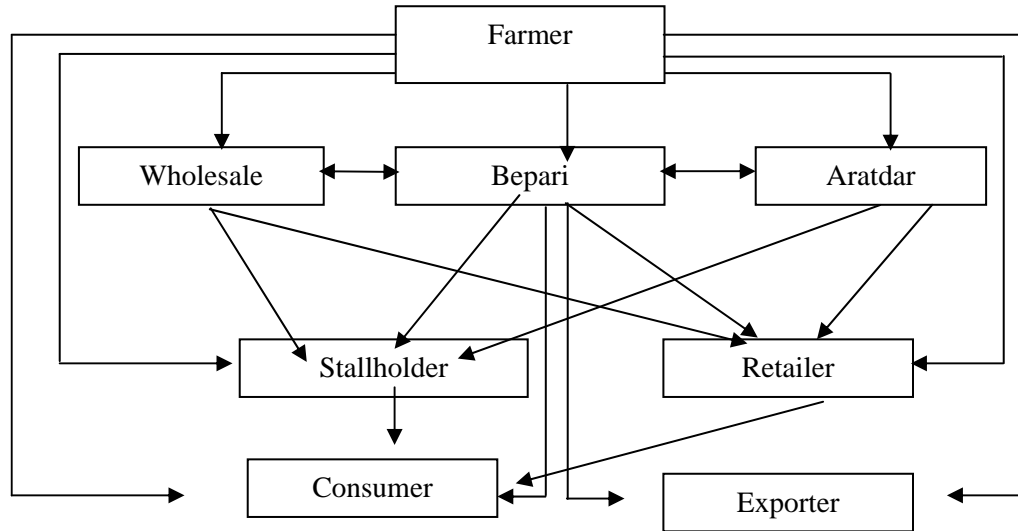 Farmer
Wholesale
Bepari
Aratdar
Stallholder
Retailer
Consumer
Exporter